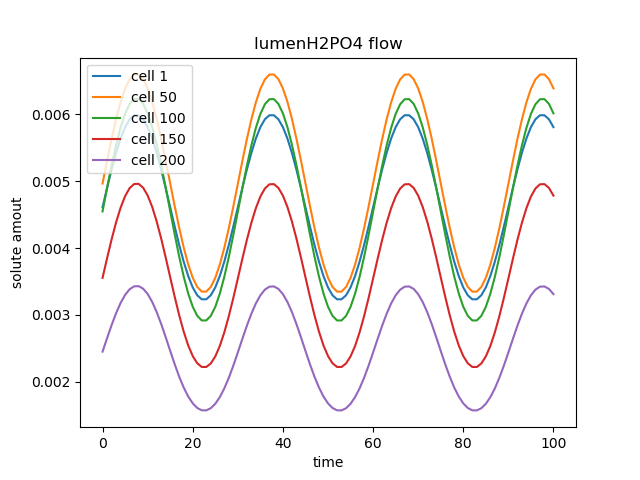 lumenH2PO4 flow
cell 1
cell 50
cell 100
cell 150
cell 200
0.006
0.005
0.004
0.003
0.002
solute amout
0
20
40
60
80
100
time